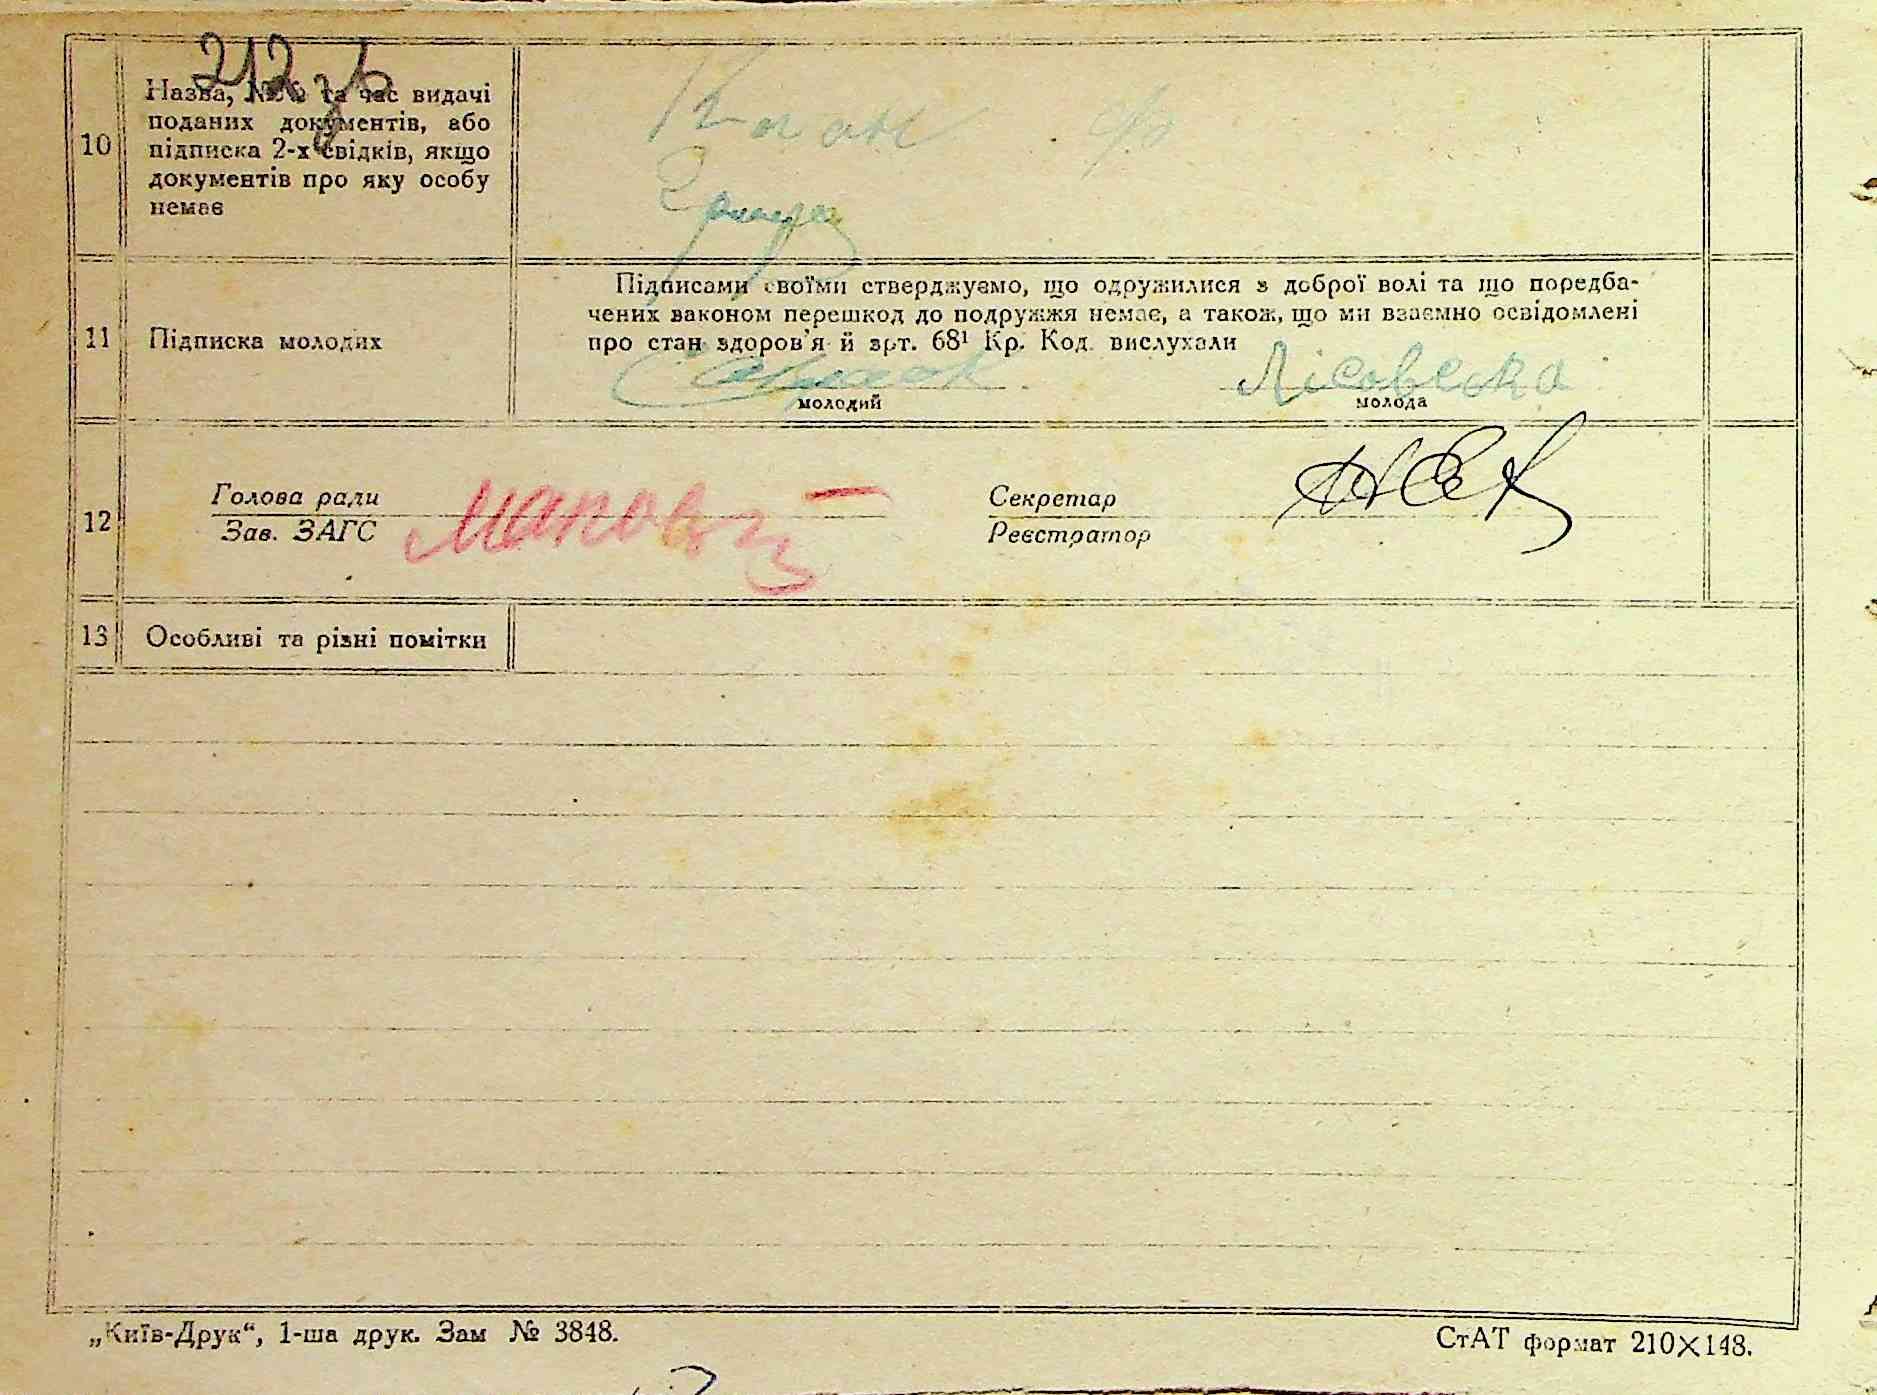 212 зв
10
Назва, №№ та час видачі
поданих документів, або
підписка 2-х свідків, якщо
документів про яку особу
немає
Коган
11
Підписка молодих
Підписами своїми стверджуємо, що одружилися з доброї волі та що передба-
чених законом перешкод до подружжя немає, а також, що ми взаємно освідомлені
про стан здоров'я й арт. 68¹ Кр. Код. вислухали
Лісовська
молодий
молода
12
Голова ради
Зав. ЗАГС
Секретар
Реєстратор
13
Особливі та різні помітки
„Київ-Друк“, 1-ша друк. Зам № 3848.
СтАТ формат 210×148.